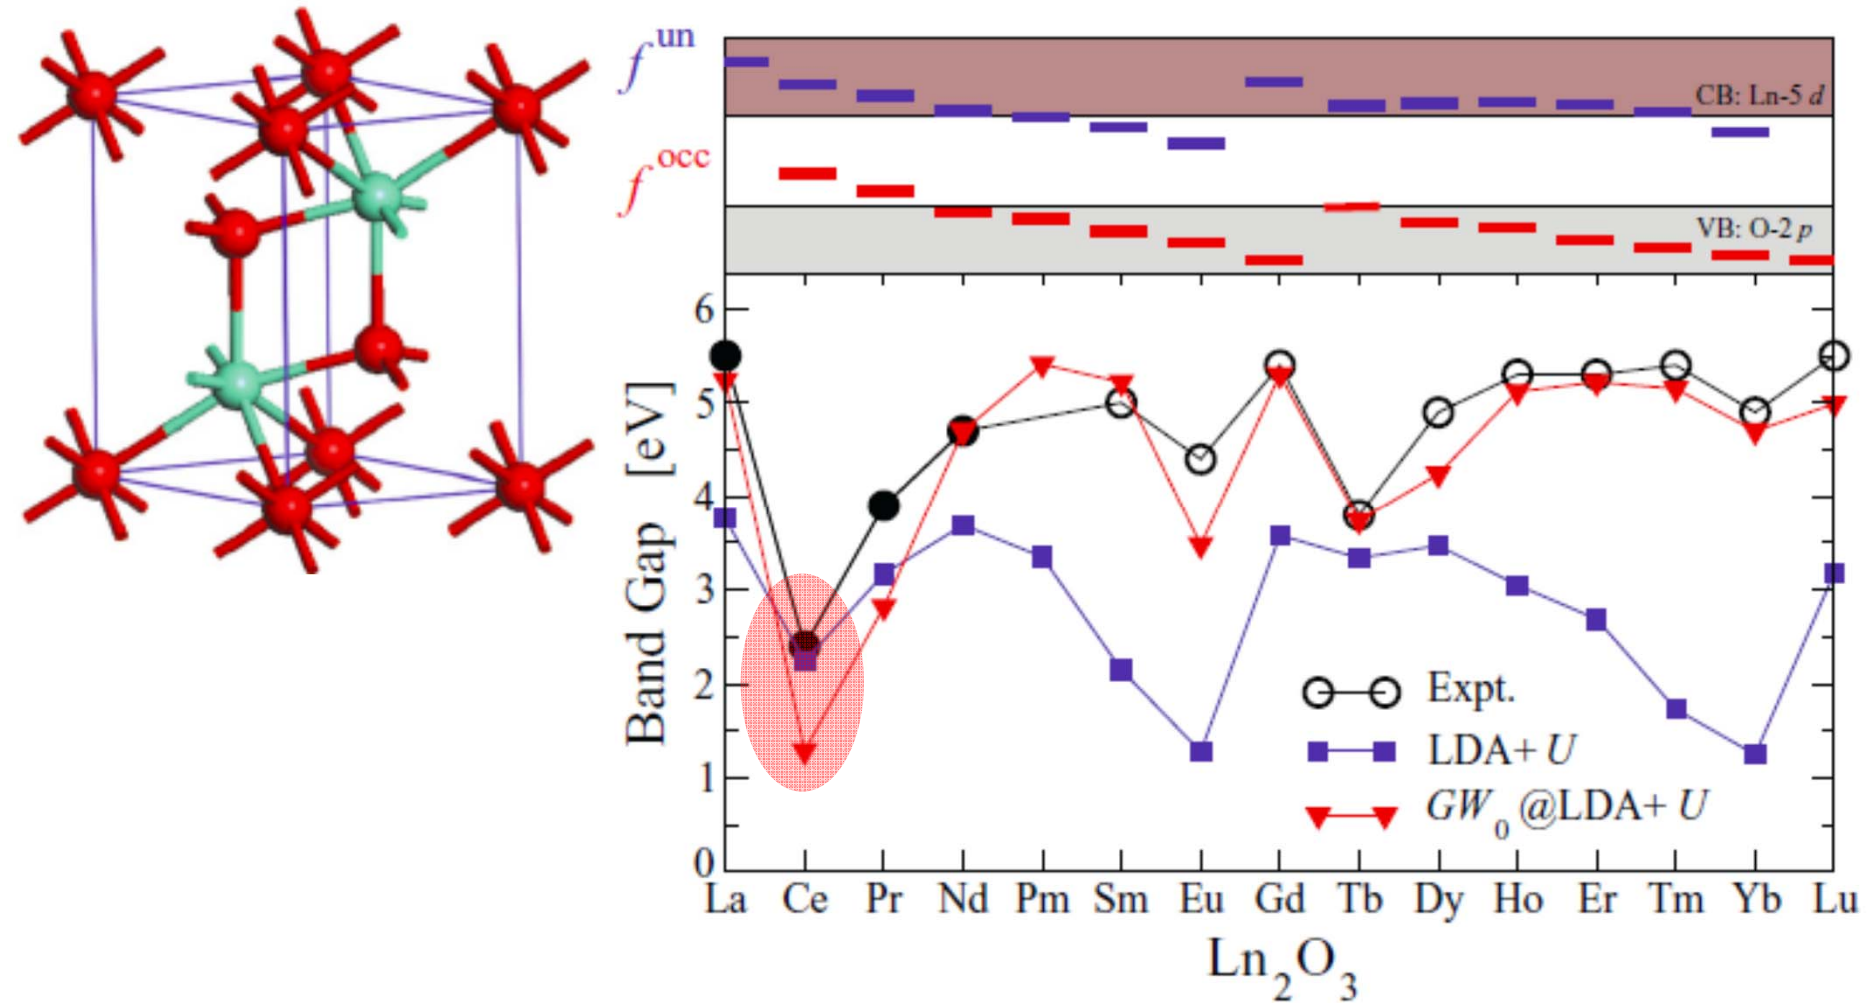 f un
CB: Ln-5 d
f occ
VB: O-2 p
6
5
4
3
2
1
0
Band Gap [eV]
Expt.
LDA+ U
GW0 @LDA+ U
La Ce Pr Nd Pm Sm Eu Gd Tb Dy Ho Er Tm Yb Lu
Ln2O3